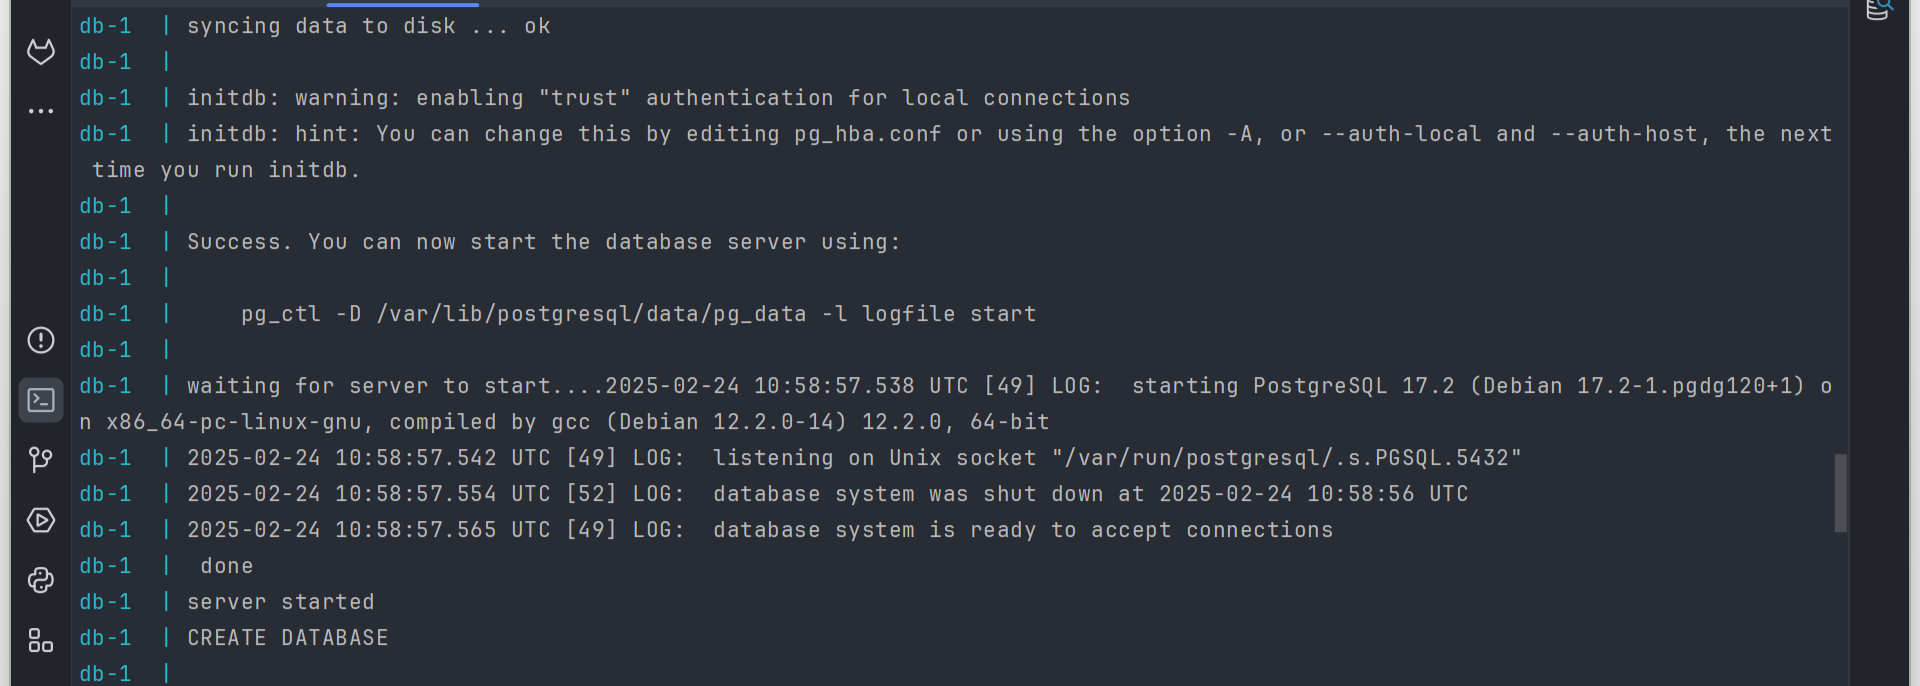 db-1  | syncing data to disk ... ok
db-1  |
db-1  | initdb: warning: enabling "trust" authentication for local connections
db-1  | initdb: hint: You can change this by editing pg_hba.conf or using the option -A, or --auth-local and --auth-host, the next
 time you run initdb.
db-1  |
db-1  | Success. You can now start the database server using:
db-1  |
db-1  |     pg_ctl -D /var/lib/postgresql/data/pg_data -l logfile start
db-1  |
db-1  | waiting for server to start....2025-02-24 10:58:57.538 UTC [49] LOG:  starting PostgreSQL 17.2 (Debian 17.2-1.pgdg120+1) o
n x86_64-pc-linux-gnu, compiled by gcc (Debian 12.2.0-14) 12.2.0, 64-bit
db-1  | 2025-02-24 10:58:57.542 UTC [49] LOG:  listening on Unix socket "/var/run/postgresql/.s.PGSQL.5432"
db-1  | 2025-02-24 10:58:57.554 UTC [52] LOG:  database system was shut down at 2025-02-24 10:58:56 UTC
db-1  | 2025-02-24 10:58:57.565 UTC [49] LOG:  database system is ready to accept connections
db-1  |  done
db-1  | server started
db-1  | CREATE DATABASE
db-1  |